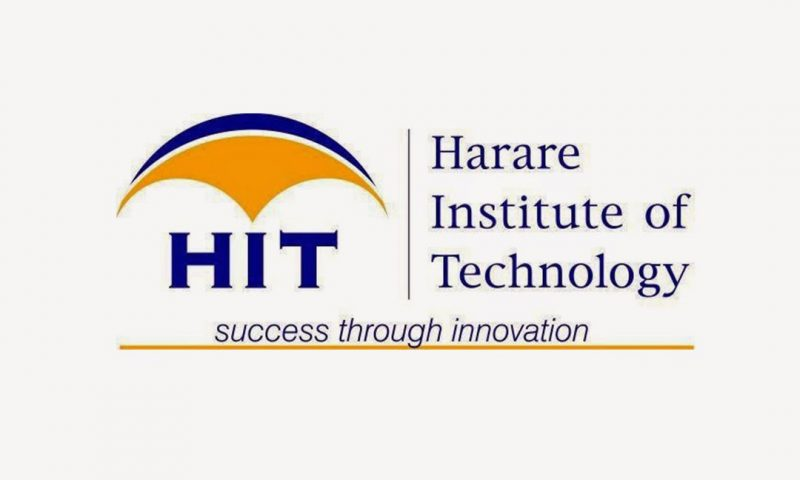 HIT
Harare
Institute of
Technology
success through innovation